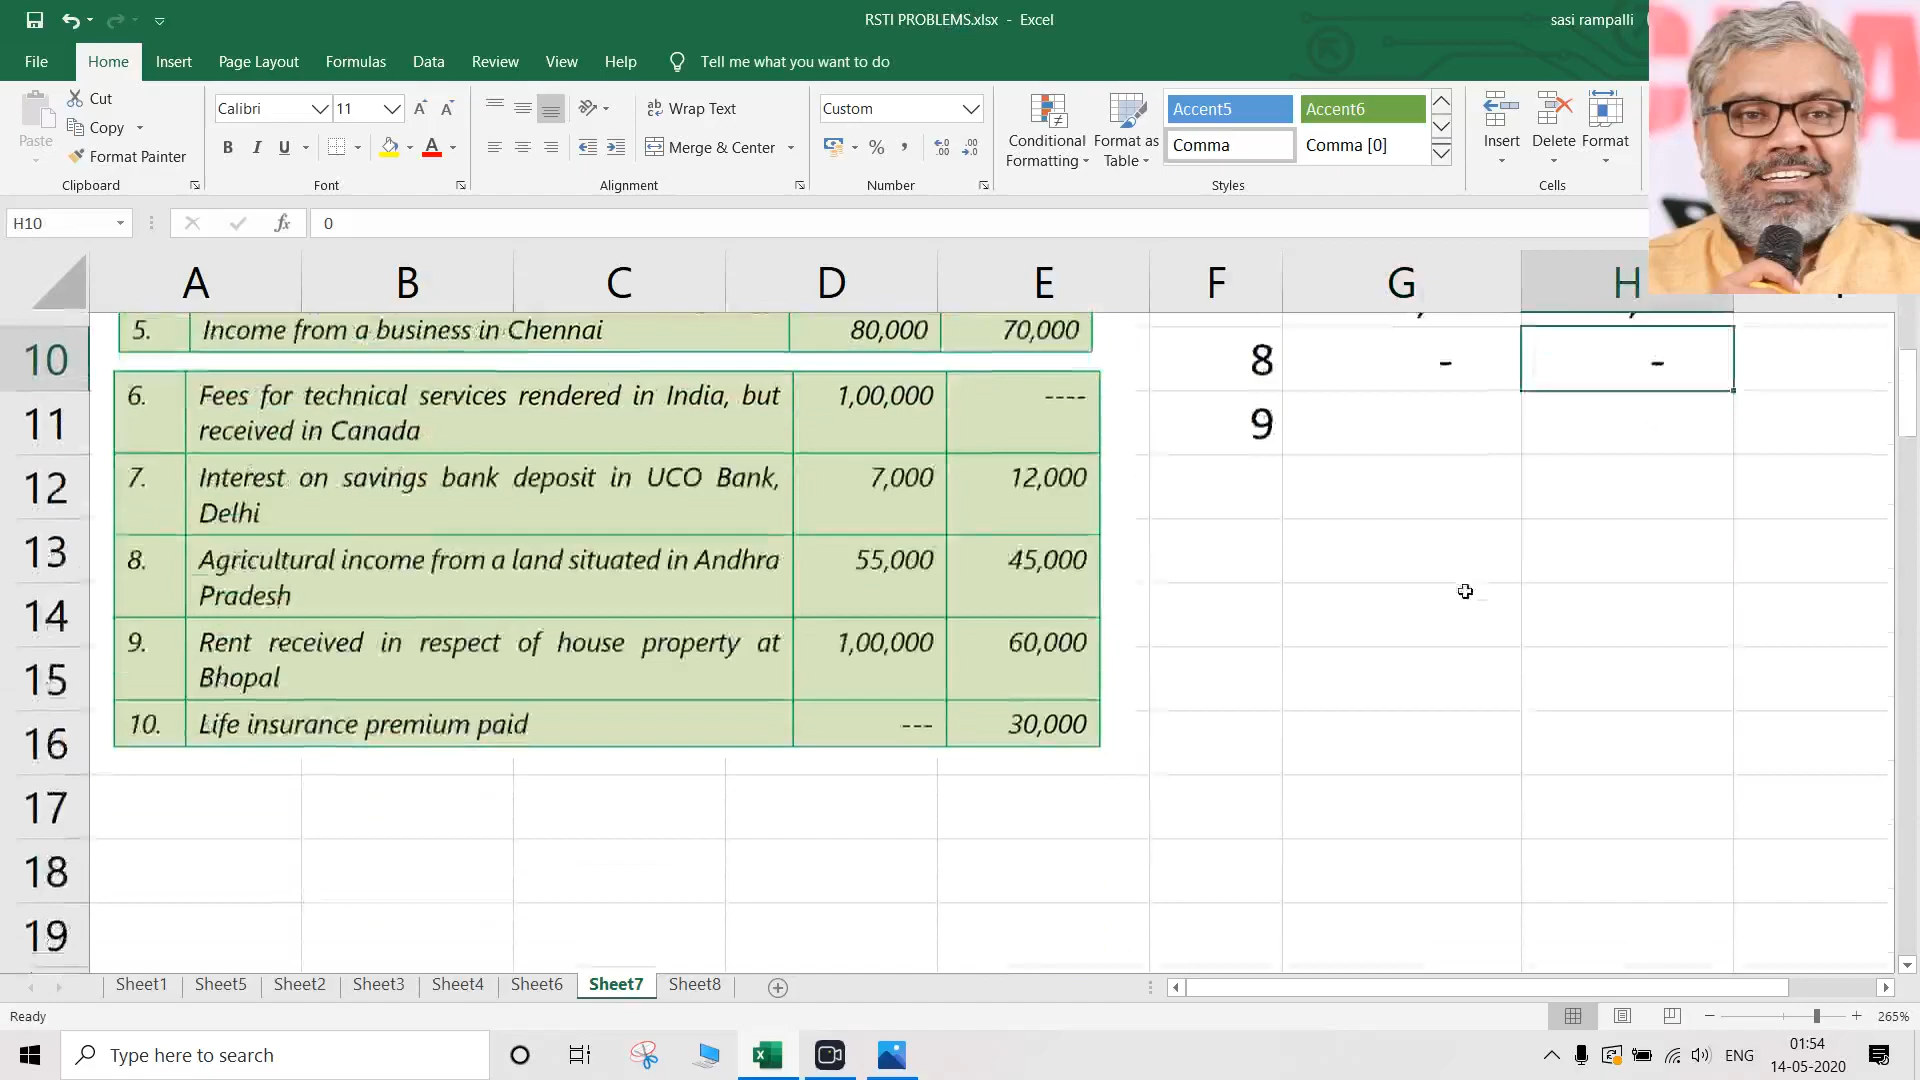 RSTI PROBLEMS.xlsx - Excel
sasi rampalli
File Home Insert Page Layout Formulas Data Review View Help Tell me what you want to do
Paste
Cut
Copy
Format Painter
Clipboard
Calibri 11
B I U A
Font
Wrap Text
Merge & Center
Alignment
Custom
%
Number
Conditional Formatting
Format as Table
Accent5 Accent6
Comma Comma [0]
Styles
Insert Delete Format
Cells
H10 fx 0
A B C D E F G H
5. Income from a business in Chennai 80,000 70,000
10 8 - -
6. Fees for technical services rendered in India, but 1,00,000 ----
received in Canada
11 9
7. Interest on savings bank deposit in UCO Bank, 7,000 12,000
12
Delhi
13
8. Agricultural income from a land situated in Andhra 55,000 45,000
Pradesh
14
9. Rent received in respect of house property at 1,00,000 60,000
15
Bhopal
10. Life insurance premium paid --- 30,000
16
17
18
19
Sheet1 Sheet5 Sheet2 Sheet3 Sheet4 Sheet6 Sheet7 Sheet8
Ready
265%
Type here to search
ENG
01:54
14-05-2020